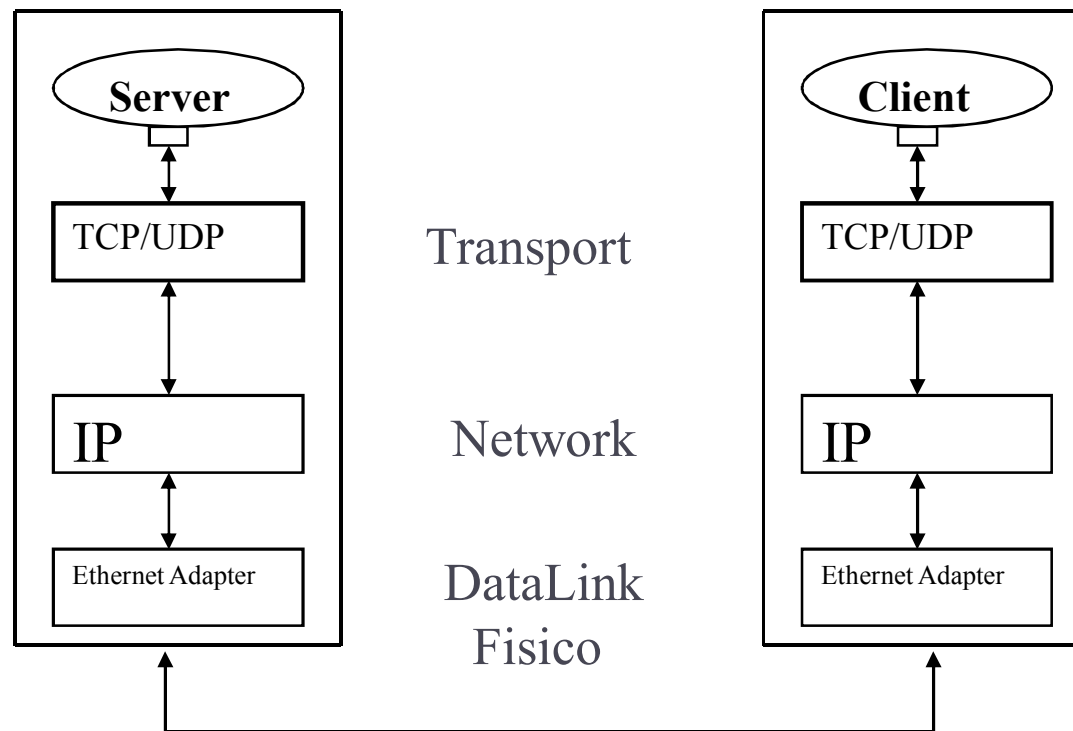 Server
Client
TCP/UDP
Transport
TCP/UDP
IP
Network
IP
Ethernet Adapter
DataLink
Fisico
Ethernet Adapter